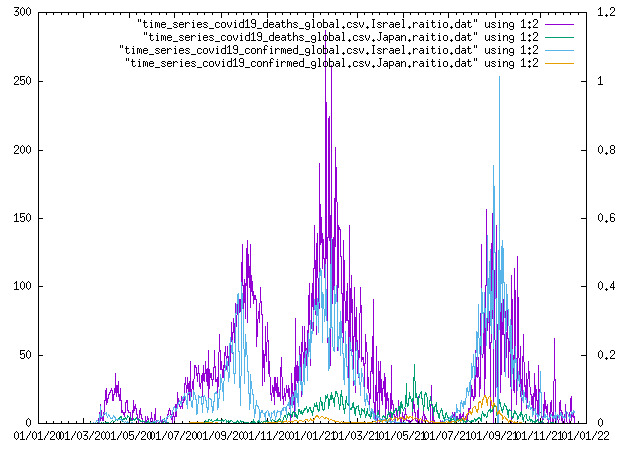 "time_series_covid19_deaths_global.csv.Israel.raitio.dat" using 1:2
"time_series_covid19_deaths_global.csv.Japan.raitio.dat" using 1:2
"time_series_covid19_confirmed_global.csv.Israel.raitio.dat" using 1:2
"time_series_covid19_confirmed_global.csv.Japan.raitio.dat" using 1:2
300 1.2
250 1
200 0.8
150 0.6
100 0.4
50 0.2
0 0
01/01/20 01/03/20 01/05/20 01/07/20 01/09/20 01/11/20 01/01/21 01/03/21 01/05/21 01/07/21 01/09/21 01/11/21 01/01/22